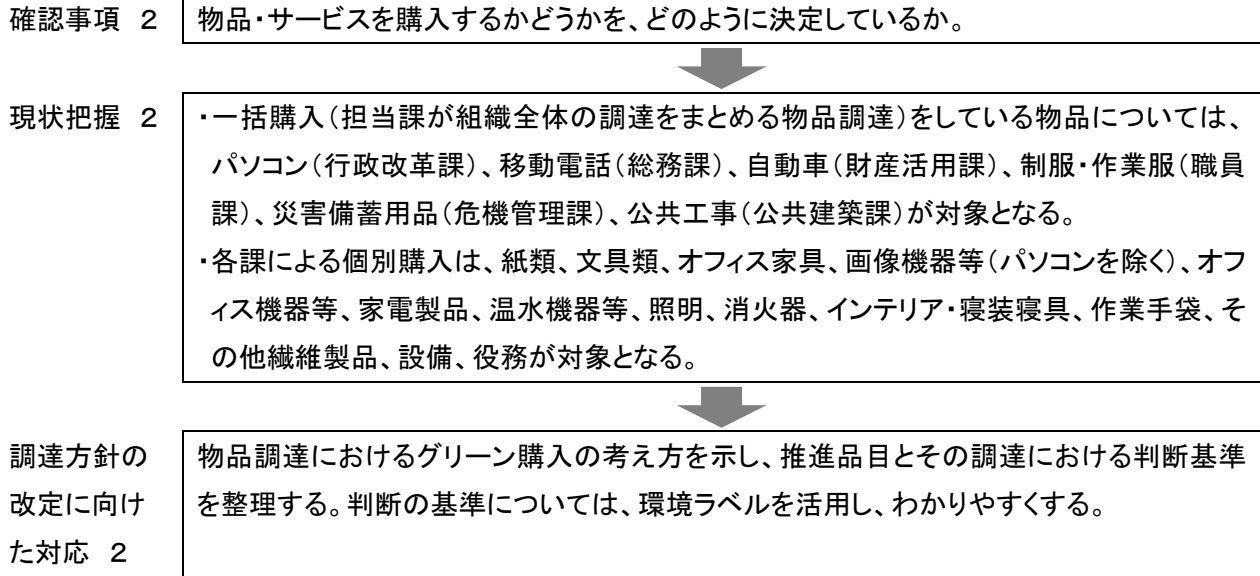 確認事項 2
物品・サービスを購入するかどうかを、どのように決定しているか。
現状把握 2
・一括購入(担当課が組織全体の調達をまとめる物品調達)をしている物品については、
パソコン(行政改革課)、移動電話(総務課)、自動車(財産活用課)、制服・作業服(職員
課)、災害備蓄用品(危機管理課)、公共工事(公共建築課)が対象となる。
・各課による個別購入は、紙類、文具類、オフィス家具、画像機器等(パソコンを除く)、オフ
ィス機器等、家電製品、温水機器等、照明、消火器、インテリア・寝装寝具、作業手袋、そ
の他繊維製品、設備、役務が対象となる。
調達方針の
改定に向け
た対応 2
物品調達におけるグリーン購入の考え方を示し、推進品目とその調達における判断基準
を整理する。判断の基準については、環境ラベルを活用し、わかりやすくする。